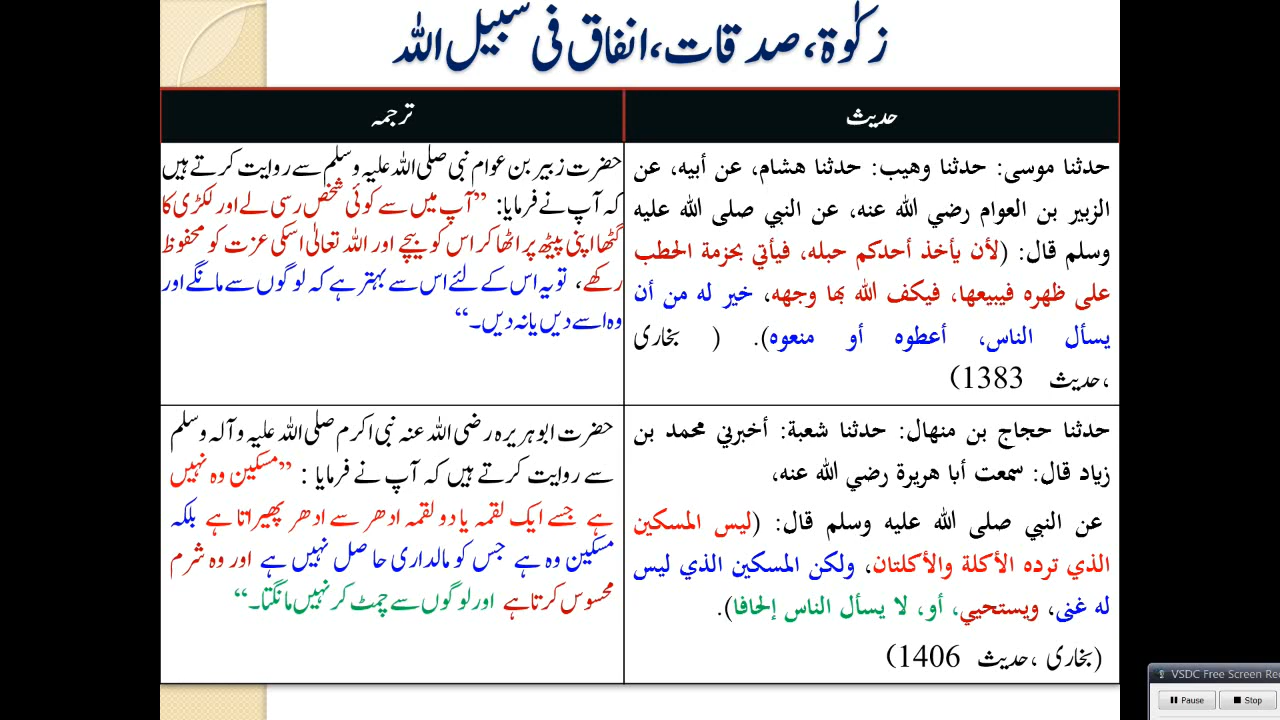 زکوٰۃ، صدقات، انفاق فی سبیل اللہ
حدیث
ترجمہ
حدثنا موسى: حدثنا وهيب: حدثنا هشام، عن أبيه، عن
الزبير بن العوام رضي الله عنه، عن النبي صلى الله عليه
وسلم قال: (لأن يأخذ أحدكم حبله، فيأتي بحزمة الحطب
على ظهره فيبيعها، فيكف الله بها وجهه، خير له من أن
يسأل الناس، أعطوه أو منعوه). ( بخاری
،حدیث 1383)
حضرت زبیر بن عوام نبی صلی اللہ علیہ وسلم سے روایت کرتے ہیں
کہ آپ نے فرمایا: ”آپ میں سے کوئی شخص رسی لے اور لکڑی کا
گٹھا اپنی پیٹھ پر اٹھا کر اس کو بیچے اور اللہ تعالیٰ اسکی عزت کو محفوظ
رکھے، تو یہ اس کے لئے اس سے بہتر ہے کہ لوگوں سے مانگے اور
وہ اسے دیں یا نہ دیں۔“
حدثنا حجاج بن منهال: حدثنا شعبة: أخبرني محمد بن
زياد قال: سمعت أبا هريرة رضي الله عنه،
عن النبي صلى الله عليه وسلم قال: (ليس المسكين
الذي ترده الأكلة والأكلتان، ولكن المسكين الذي ليس
له غنى، ويستحيي، أو، لا يسأل الناس إلحافا).
(بخاری ،حدیث 1406)
حضرت ابو ہریرہ رضی اللہ عنہ نبی اکرم صلی اللہ علیہ وآلہ وسلم
سے روایت کرتے ہیں کہ آپ نے فرمایا : ”مسکین وہ نہیں
ہے جسے ایک لقمہ یا دو لقمہ ادھر سے ادھر پھیراتا ہے بلکہ
مسکین وہ ہے جس کو مالداری حاصل نہیں ہے اور وہ شرم
محسوس کرتا ہے اور لوگوں سے چمٹ کر نہیں مانگتا۔“
VSDC Free Screen Rec
Pause Stop